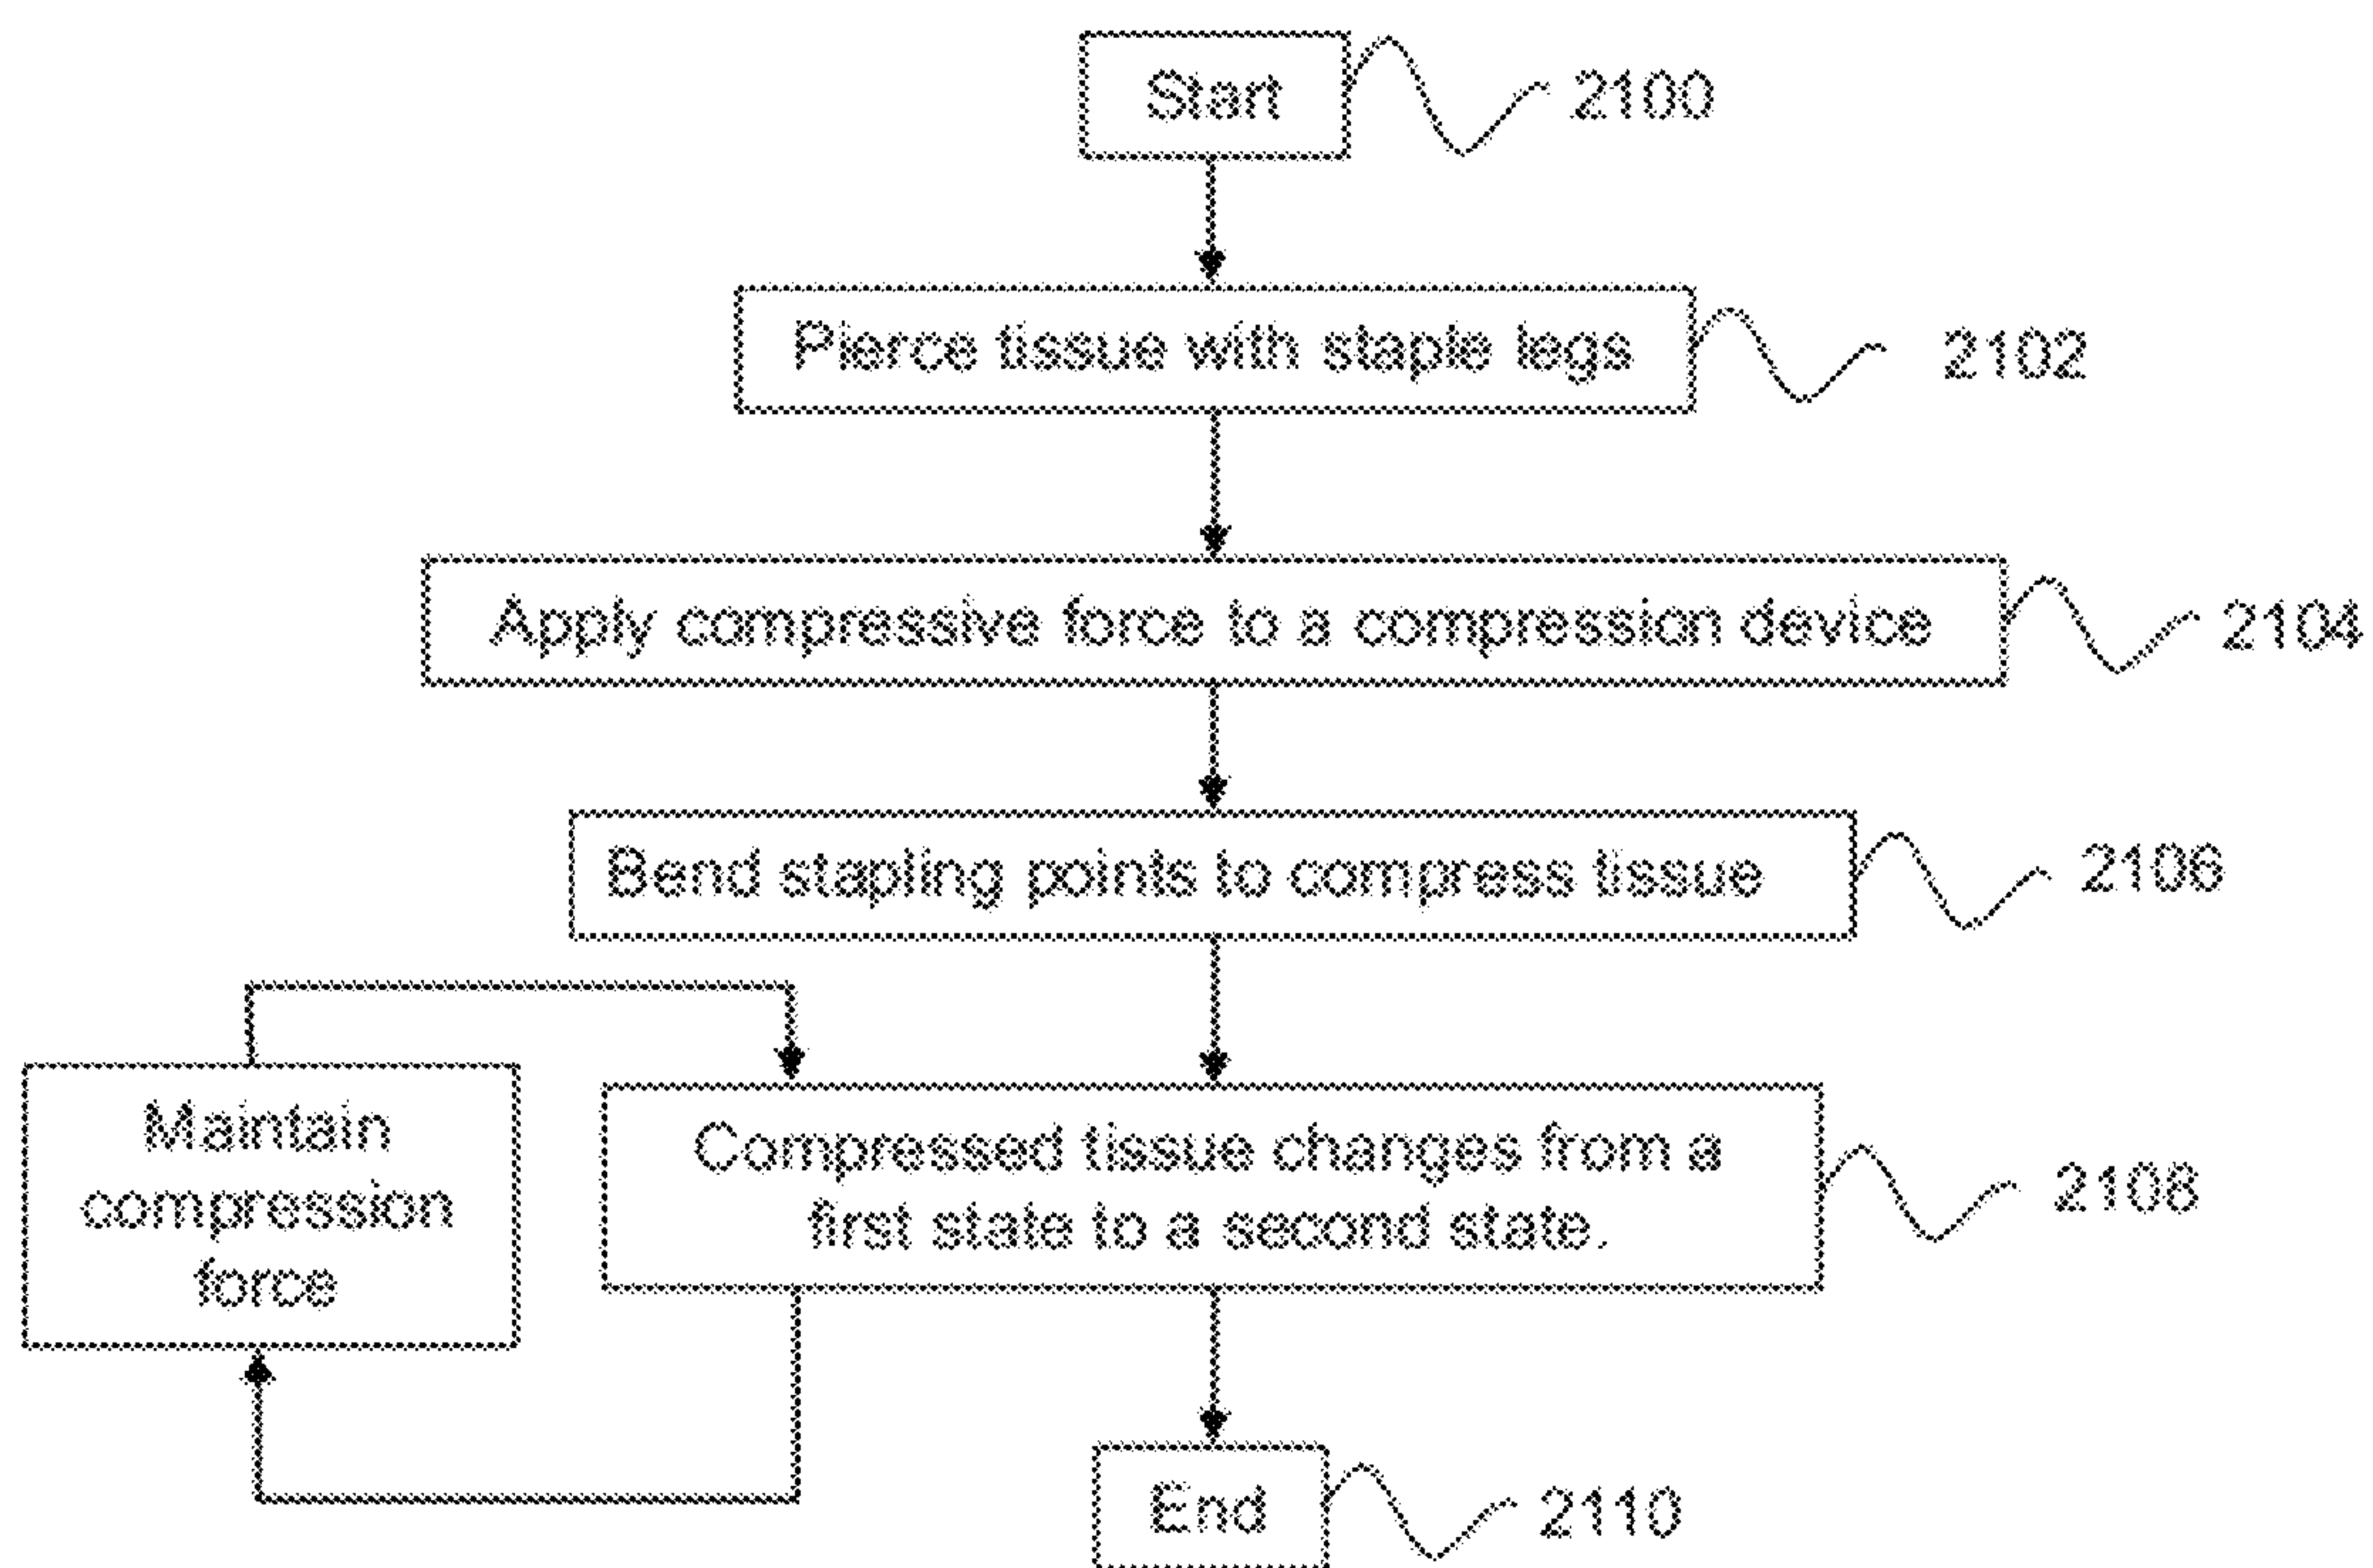 Start
2100
Pierce tissue with staple legs
2102
Apply compressive force to a compression device
2104
Bend stapling points to compress tissue
2106
Maintain
compression
force
Compressed tissue changes from a
first state to a second state.
2108
End
2110